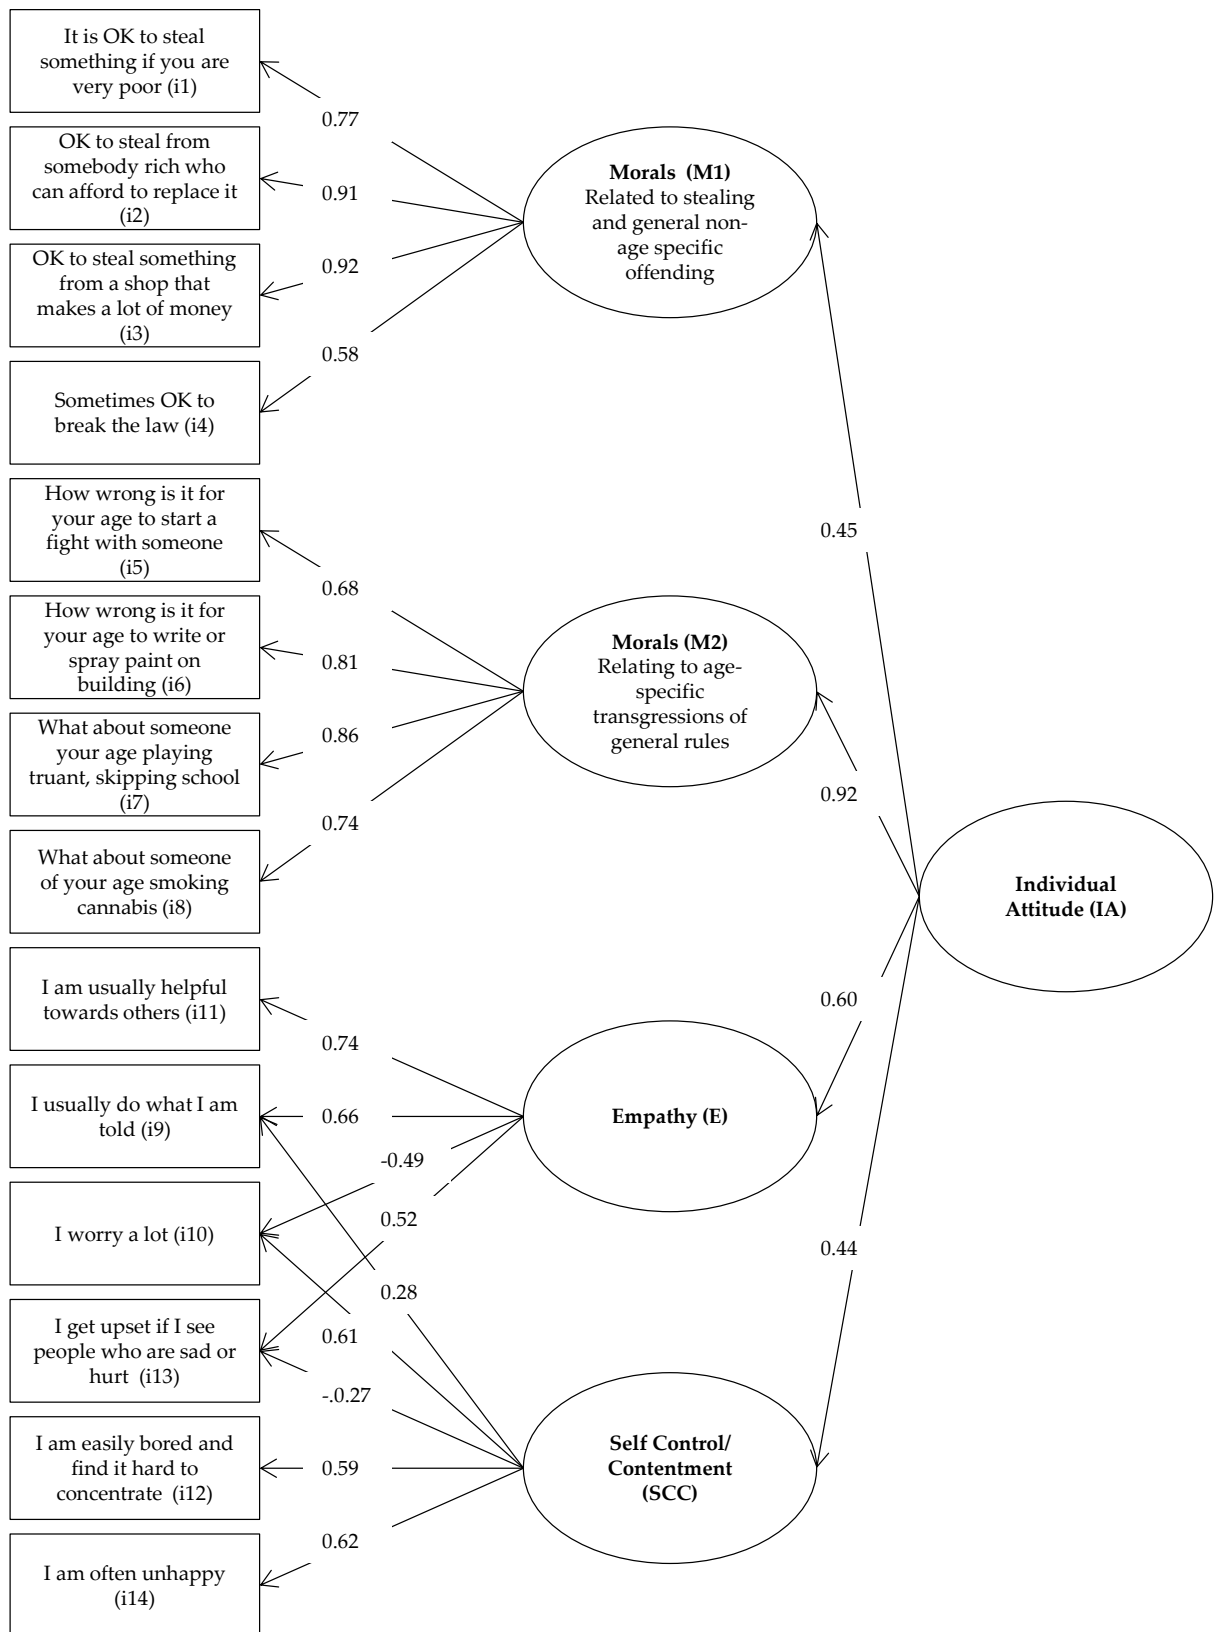 It is OK to steal
something if you are
very poor (i1)
OK to steal from
somebody rich who
can afford to replace it
(i2)
OK to steal something
from a shop that
makes a lot of money
(i3)
Sometimes OK to
break the law (i4)
How wrong is it for
your age to start a
fight with someone
(i5)
How wrong is it for
your age to write or
spray paint on
building (i6)
What about someone
your age playing
truant, skipping school
(i7)
What about someone
of your age smoking
cannabis (i8)
I am usually helpful
towards others (i11)
I usually do what I am
told (i9)
I worry a lot (i10)
I get upset if I see
people who are sad or
hurt (i13)
I am easily bored and
find it hard to
concentrate (i12)
I am often unhappy
(i14)
0.77
0.91
0.92
0.58
0.68
0.81
0.86
0.74
0.74
0.66
-0.49
0.52
0.28
0.61
-.0.27
0.59
0.62
Morals (M1)
Related to stealing
and general non-
age specific
offending
Morals (M2)
Relating to age-
specific
transgressions of
general rules
Empathy (E)
Self Control/
Contentment
(SCC)
0.45
0.92
0.60
0.44
Individual
Attitude (IA)